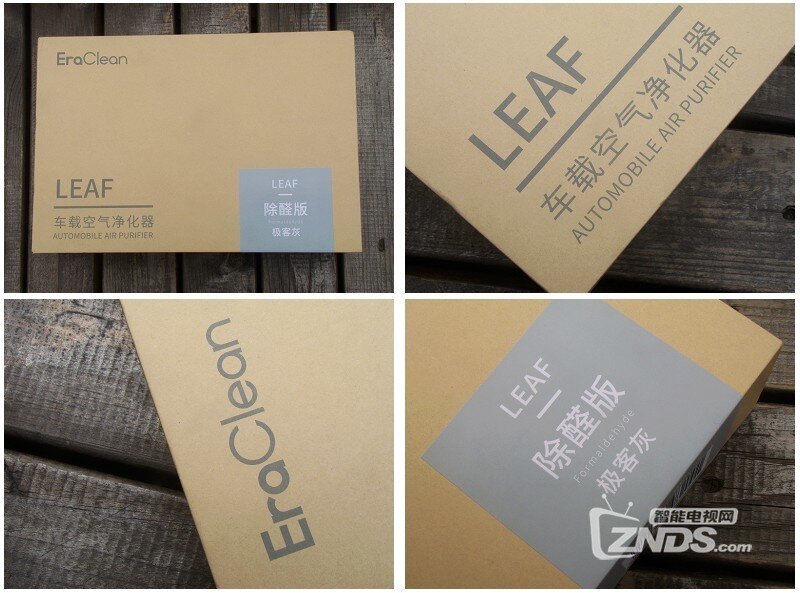 EraClean
LEAF
车载空气净化器
AUTOMOBILE AIR PURIFIER
LEAF
除醛版
Formaldehyde
极客灰
LEAF
车载空气净化器
AUTOMOBILE AIR PURIFIER
EraClean
LEAF
除醛版
Formaldehyde
极客灰
智能电视网
ZNDS.com